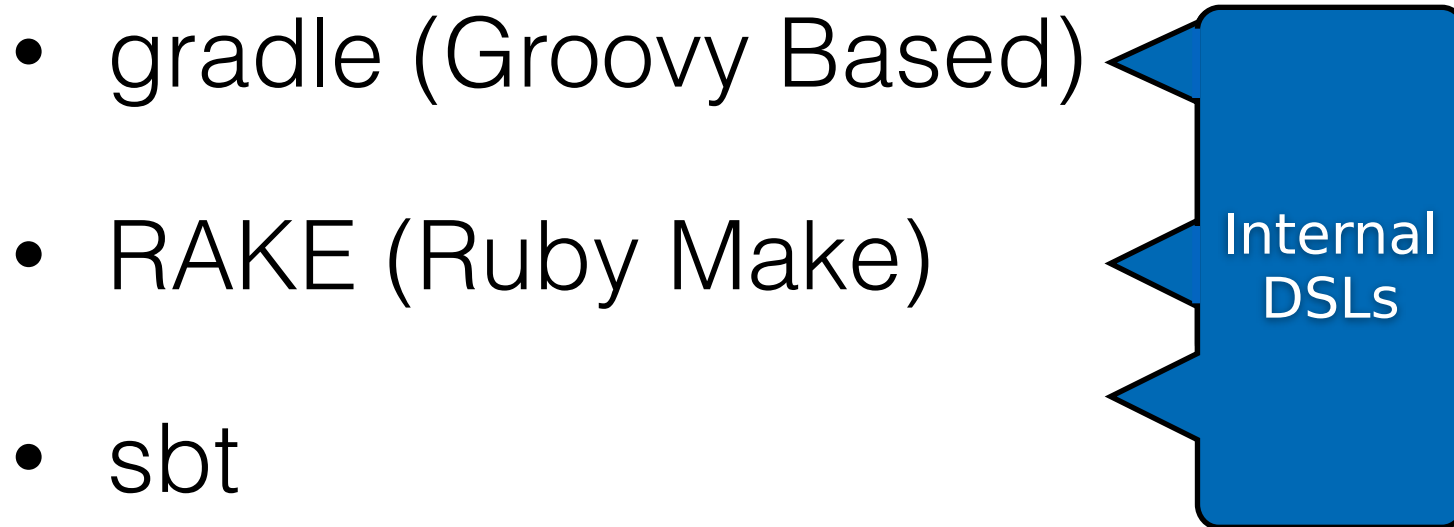 • gradle (Groovy Based)
• RAKE (Ruby Make)
• sbt
Internal
DSLs